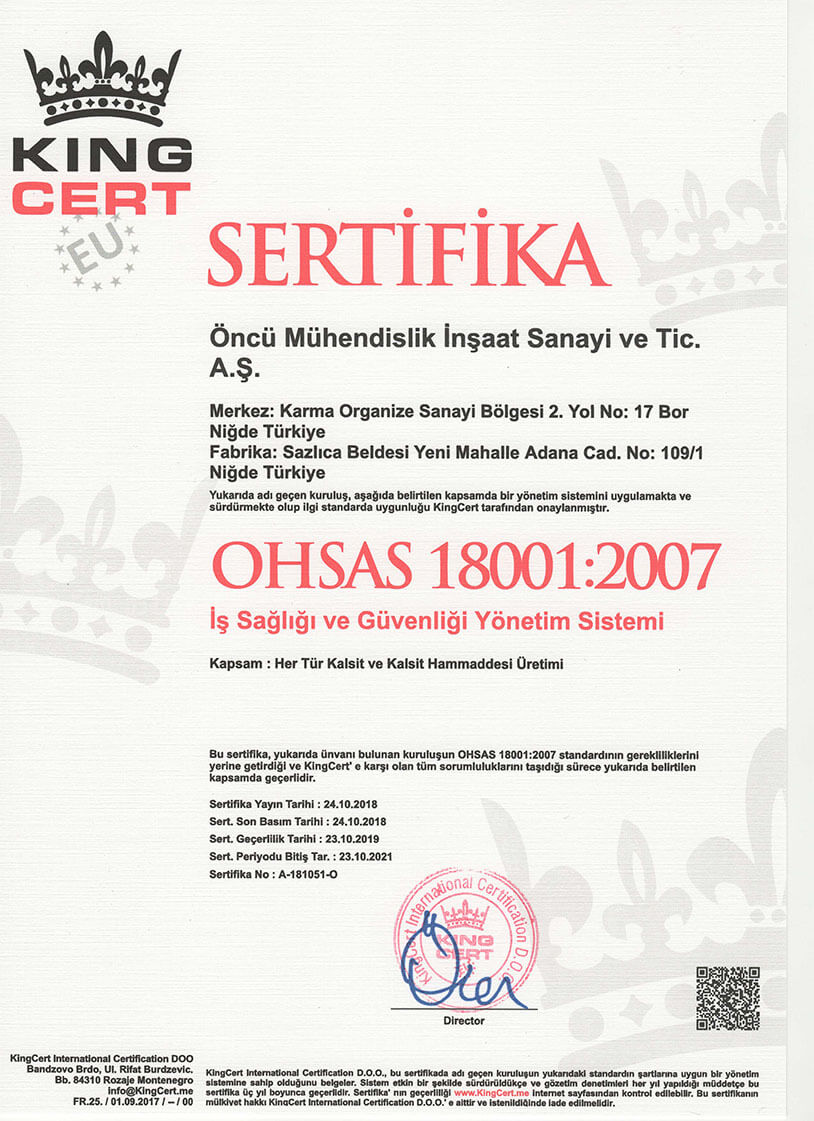 KING
CERT
EU
SERTİFİKA
Öncü Mühendislik İnşaat Sanayi ve Tic.
A.Ş.
Merkez: Karma Organize Sanayi Bölgesi 2. Yol No: 17 Bor
Niğde Türkiye
Fabrika: Sazlıca Beldesi Yeni Mahalle Adana Cad. No: 109/1
Niğde Türkiye
Yukarıda adı geçen kuruluş, aşağıda belirtilen kapsamda bir yönetim sistemini uygulamakta ve
sürdürmekte olup ilgi standarda uygunluğu KingCert tarafından onaylanmıştır.
OHSAS 18001:2007
İş Sağlığı ve Güvenliği Yönetim Sistemi
Kapsam : Her Tür Kalsit ve Kalsit Hammaddesi Üretimi
Bu sertifika, yukarıda ünvanı bulunan kuruluşun OHSAS 18001:2007 standardının gerekliliklerini
yerine getirdiği ve KingCert' e karşı olan tüm sorumluluklarını taşıdığı sürece yukarıda belirtilen
kapsamda geçerlidir.
Sertifika Yayın Tarihi : 24.10.2018
Sert. Son Basım Tarihi : 24.10.2018
Sert. Geçerlilik Tarihi : 23.10.2019
Sert. Periyodu Bitiş Tar. : 23.10.2021
Sertifika No : A-181051-O
KingCert International Certification D.O.O.
KING
CERT
Director
KingCert International Certification DOO
Bandzovo Brdo, Ul. Rifat Burdzevic.
Bb. 84310 Rozaje Montenegro
info@KingCert.me
FR.25. / 01.09.2017 / -- / 00
KingCert International Certification D.O.O., bu sertifikada adı geçen kuruluşun yukarıdaki standardın şartlarına uygun bir yönetim
sistemine sahip olduğunu belgeler. Sistem etkin bir şekilde sürdürüldükçe ve gözetim denetimleri her yıl yapıldığı müddetçe bu
sertifika üç yıl boyunca geçerlidir. Sertifika' nın geçerliliği www.KingCert.me internet sayfasından kontrol edilebilir. Bu sertifikanın
mülkivet hakkı KingCert International Certification D.O.O.' e aittir ve istenildiğinde iade edilmelidir.